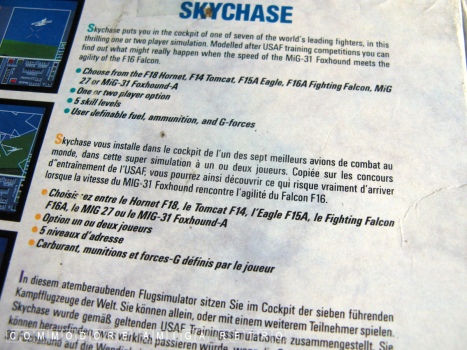 SKYCHASE
Skychase puts you in the cockpit of one of seven of the world's leading fighters, in this
thrilling one or two player simulation. Modelled after USAF training competitions you can
find out what might really happen when the speed of the MiG-31 Foxhound meets the
agility of the F16 Falcon.
Choose from the F18 Hornet, F14 Tomcat, F15A Eagle, F16A Fighting Falcon, MiG
27 or MiG-31 Foxhound-A
One or two player option
5 skill levels
User definable fuel, ammunition, and G-forces
Skychase vous installe dans le cockpit de l'un des sept meilleurs avions de combat au
monde, dans cette super simulation à un ou deux joueurs. Copiée sur les concours
d'entrainement de l'USAF, vous pourrez ainsi découvrir ce qui risque vraiment d'arriver
lorsque la vitesse du MIG-31 Foxhound rencontre l'agilité du Falcon F16.
Choisirez entre le Hornet F18, le Tomcat F14, l'Eagle F15A, le Fighting Falcon
F16A, le MIG 27 ou le MIG-31 Foxhound-A
Option un ou deux joueurs
5 niveaux d'adresse
Carburant, munitions et forces-G définis par le joueur
In diesem atemberaubenden Flugsimulator sitzen Sie im Cockpit der sieben führenden
Kampfflugzeuge der Welt. Sie können allein, oder mit einem weiteren Teilnehmer spielen.
Skychase wurde gemäß geltenden USAF Trainingssimulationen zusammengestellt. Sie
können herausfinden, wirklich passieren würde, wenn die